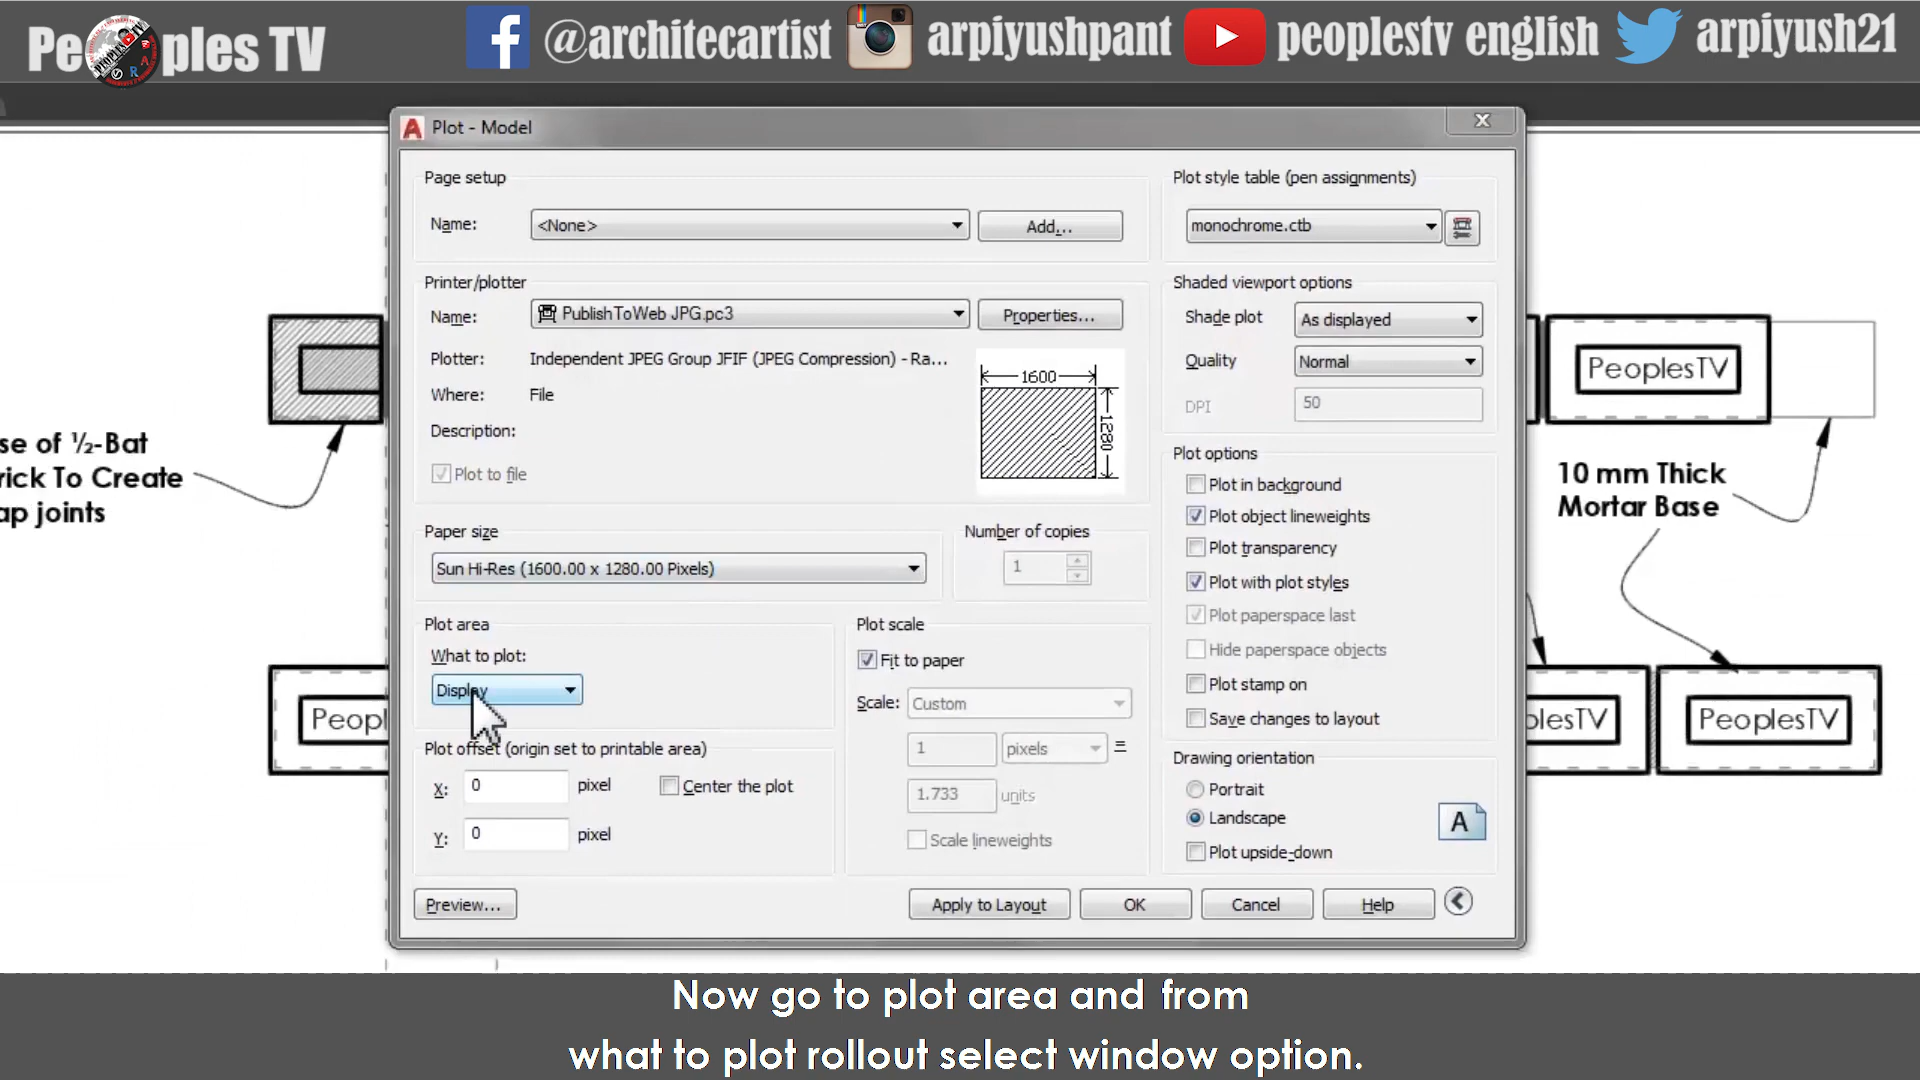 Peoples TV
@architecartist
arpiyushpant
peoplestv english
arpiyush21
Plot - Model
Page setup
Name:
<None>
Add...
Plot style table (pen assignments)
monochrome.ctb
Printer/plotter
Name:
PublishToWeb JPG.pc3
Properties...
Plotter:
Independent JPEG Group JFIF (JPEG Compression) - Ra...
Where:
File
Description:
Plot to file
1600
1280
Shaded viewport options
Shade plot
As displayed
Quality
Normal
DPI
50
Paper size
Sun Hi-Res (1600.00 x 1280.00 Pixels)
Number of copies
1
Plot options
Plot in background
Plot object lineweights
Plot transparency
Plot with plot styles
Plot paperspace last
Hide paperspace objects
Plot stamp on
Save changes to layout
Plot area
What to plot:
Display
Plot scale
Fit to paper
Scale:
Custom
1
pixels
=
1.733
units
Scale lineweights
Plot offset (origin set to printable area)
X:
0
pixel
Center the plot
Y:
0
pixel
Drawing orientation
Portrait
Landscape
Plot upside-down
A
Preview...
Apply to Layout
OK
Cancel
Help
se of ½-Bat
rick To Create
ap joints
Peopl
PeoplesTV
10 mm Thick
Mortar Base
plesTV
PeoplesTV
Now go to plot area and from
what to plot rollout select window option.